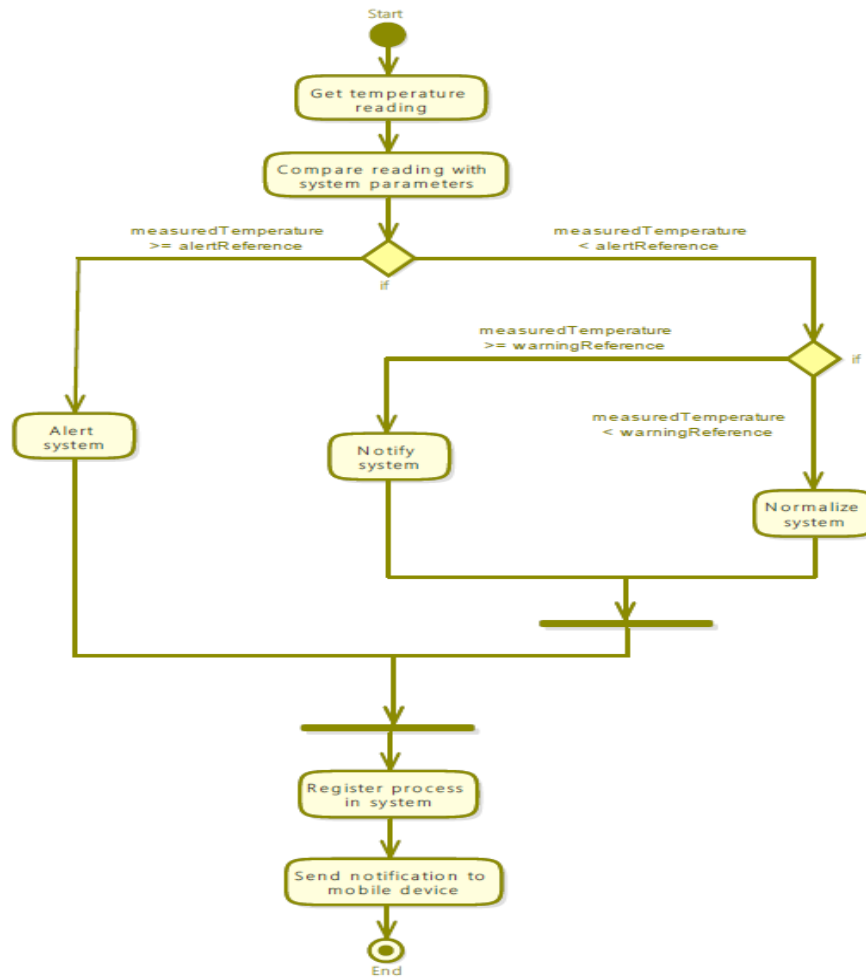 Start
Get temperature
reading
Compare reading with
system parameters
measuredTemperature
>= alertReference
measuredTemperature
< alertReference
if
measuredTemperature
>= warningReference
if
measuredTemperature
< warningReference
Alert
system
Notify
system
Normalize
system
Register process
in system
Send notification to
mobile device
End